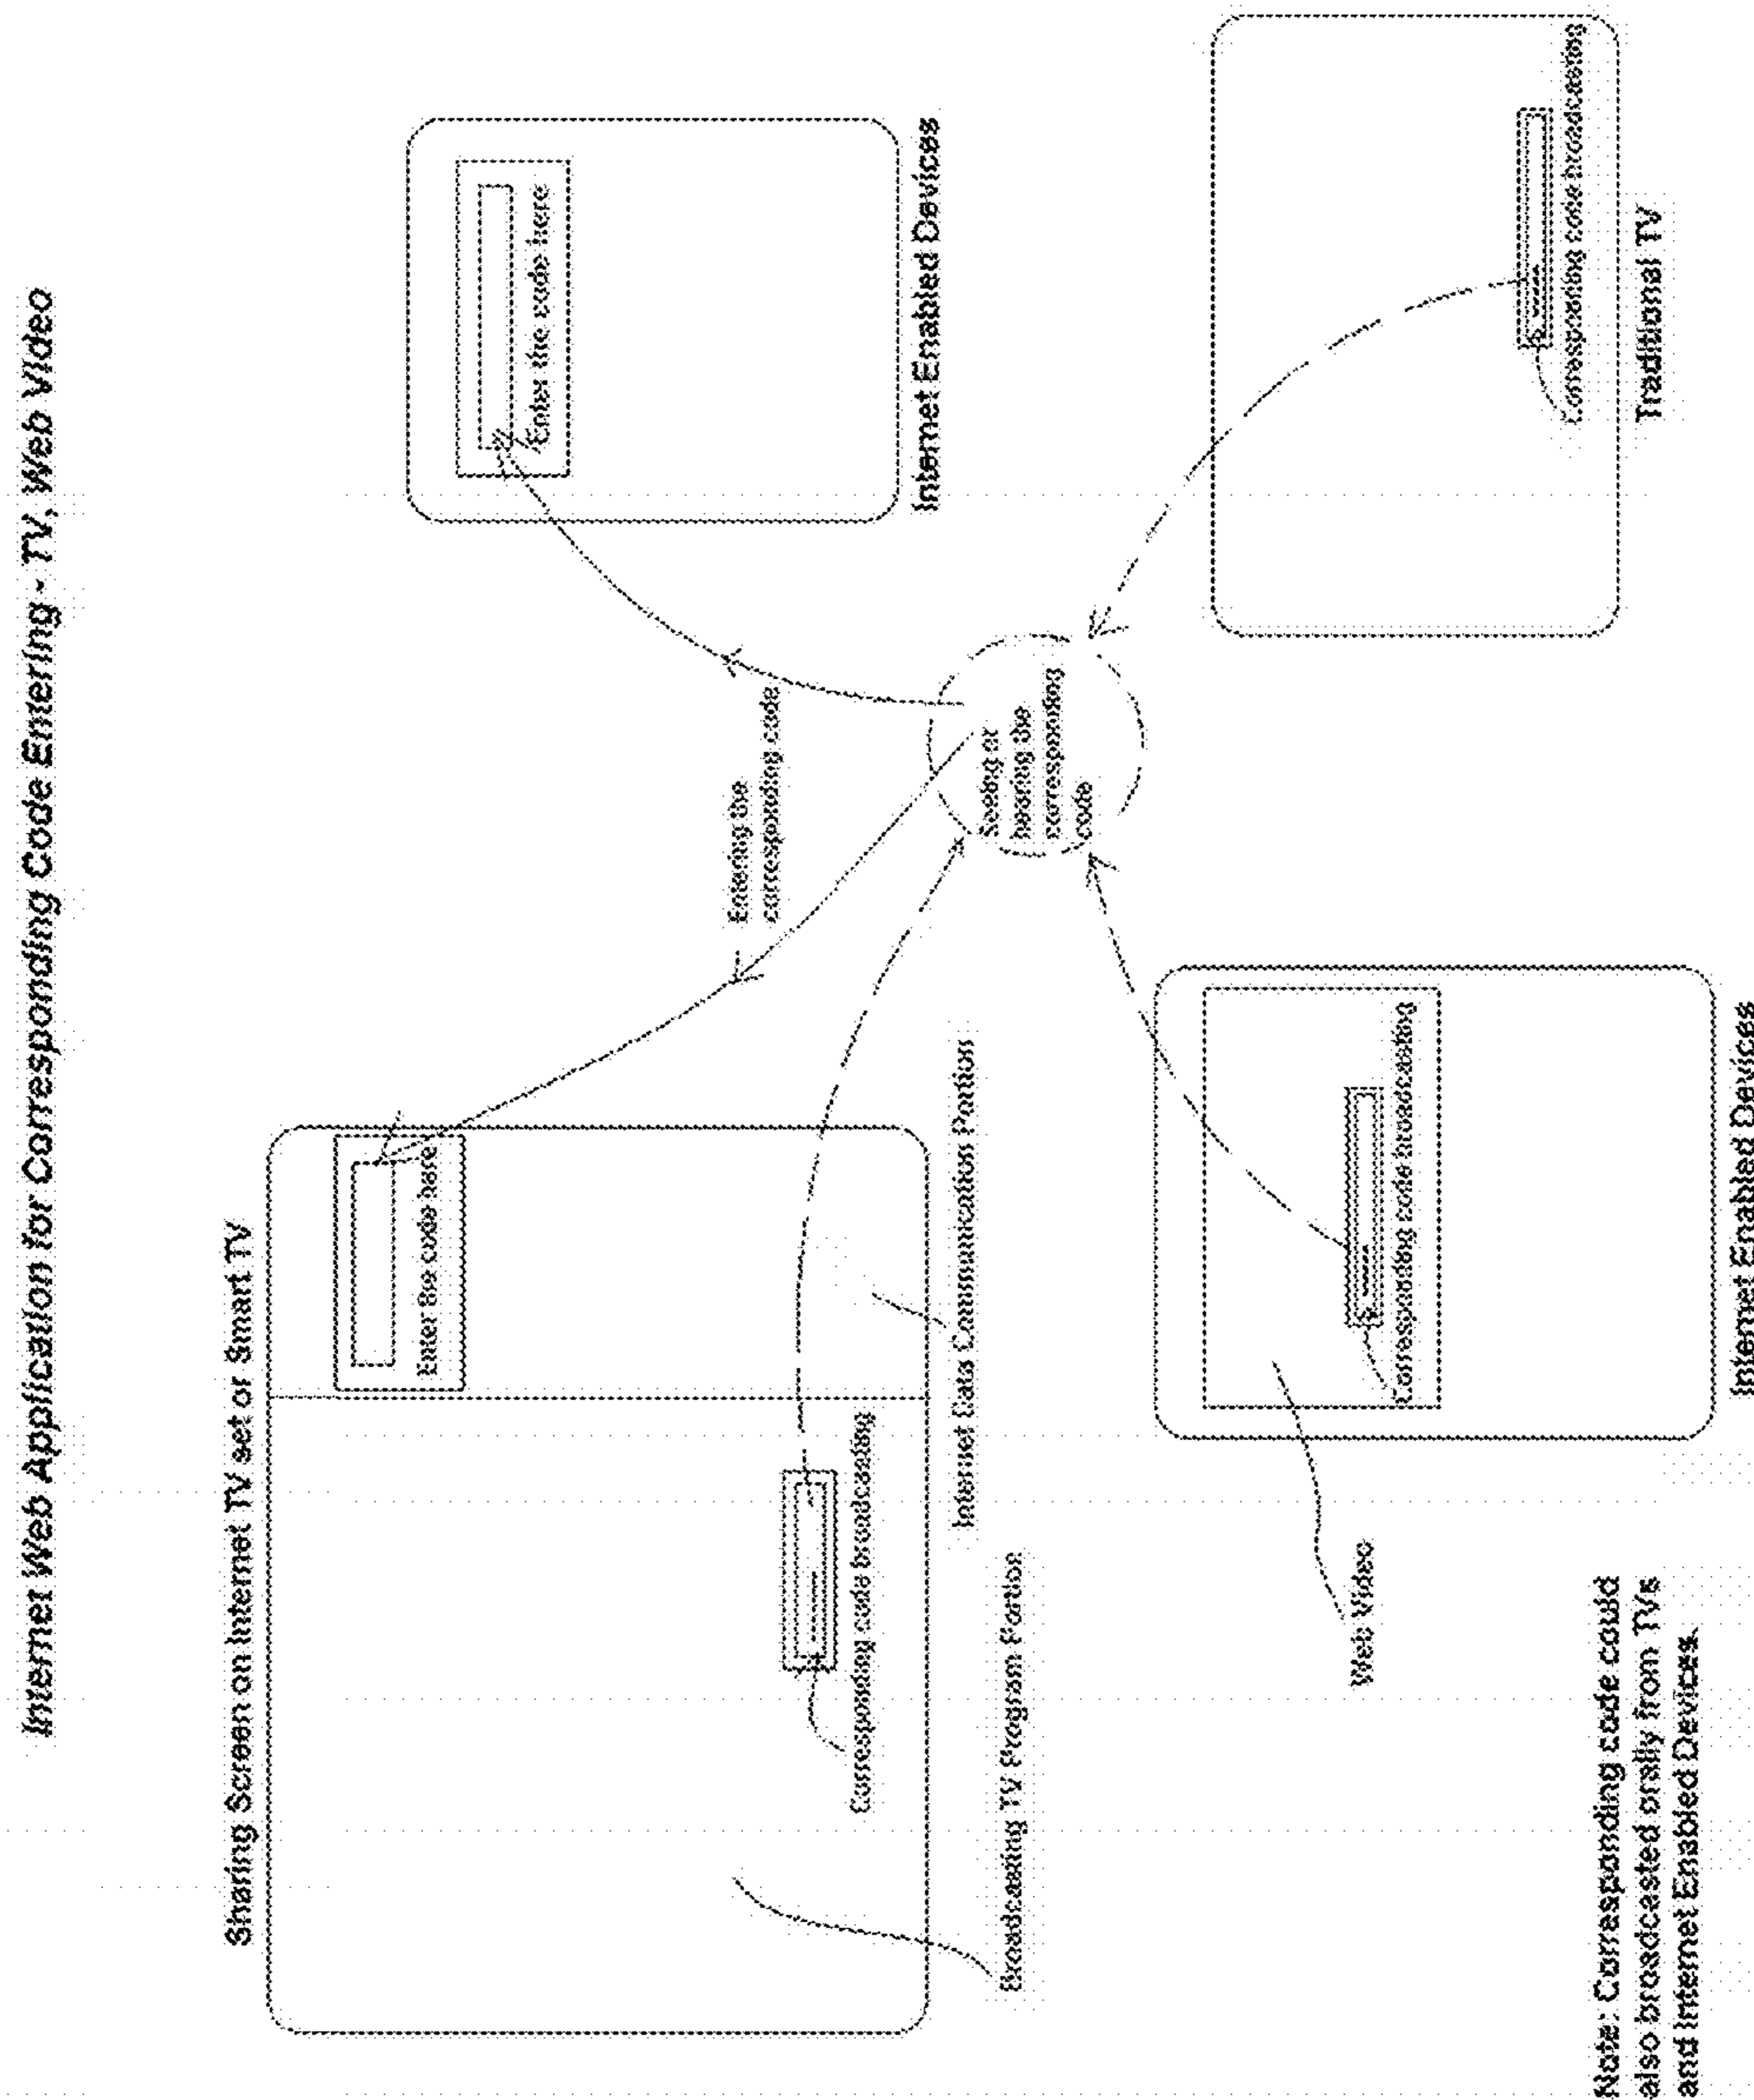 Internet Web Application for Corresponding Code Entering - TV, Web Video
Sharing Screen on Internet TV set or Smart TV
Enter the code here
Corresponding code broadcasting
Internet Data Communication Portion
Broadcasting TV Program Portion
Entering the
corresponding code
Enter the code here
Internet Enabled Devices
Seeing or
hearing the
corresponding
code
Web Video
Corresponding code broadcasting
Internet Enabled Devices
Corresponding code broadcasting
Traditional TV
Note: Corresponding code could
also broadcasted orally from TVs
and Internet Enabled Devices.